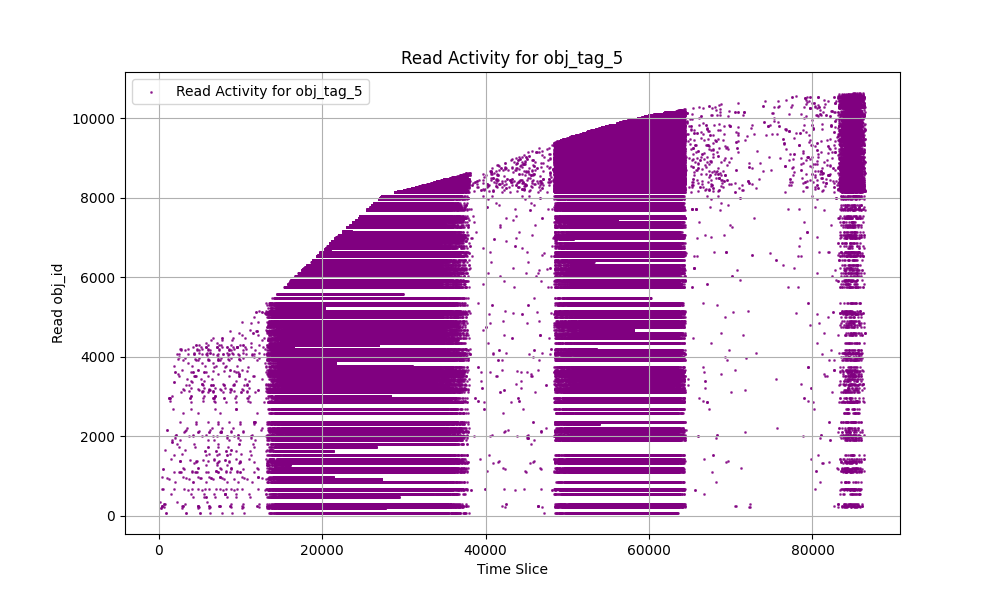 Read Activity for obj_tag_5
Read Activity for obj_tag_5
10000
8000
6000
4000
2000
0
Read obj_id
0 20000 40000 60000 80000
Time Slice